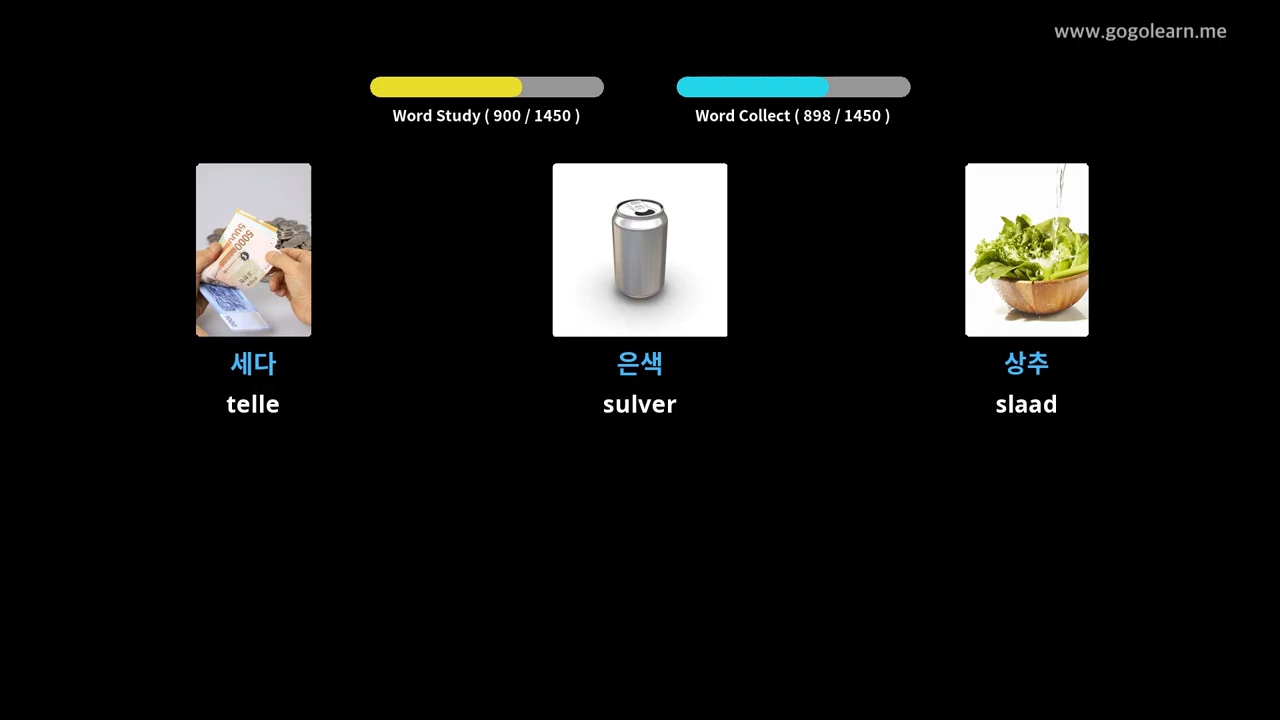 www.gogolearn.me
Word Study ( 900 / 1450 )
Word Collect ( 898 / 1450 )
세다
은색
상추
telle
sulver
slaad